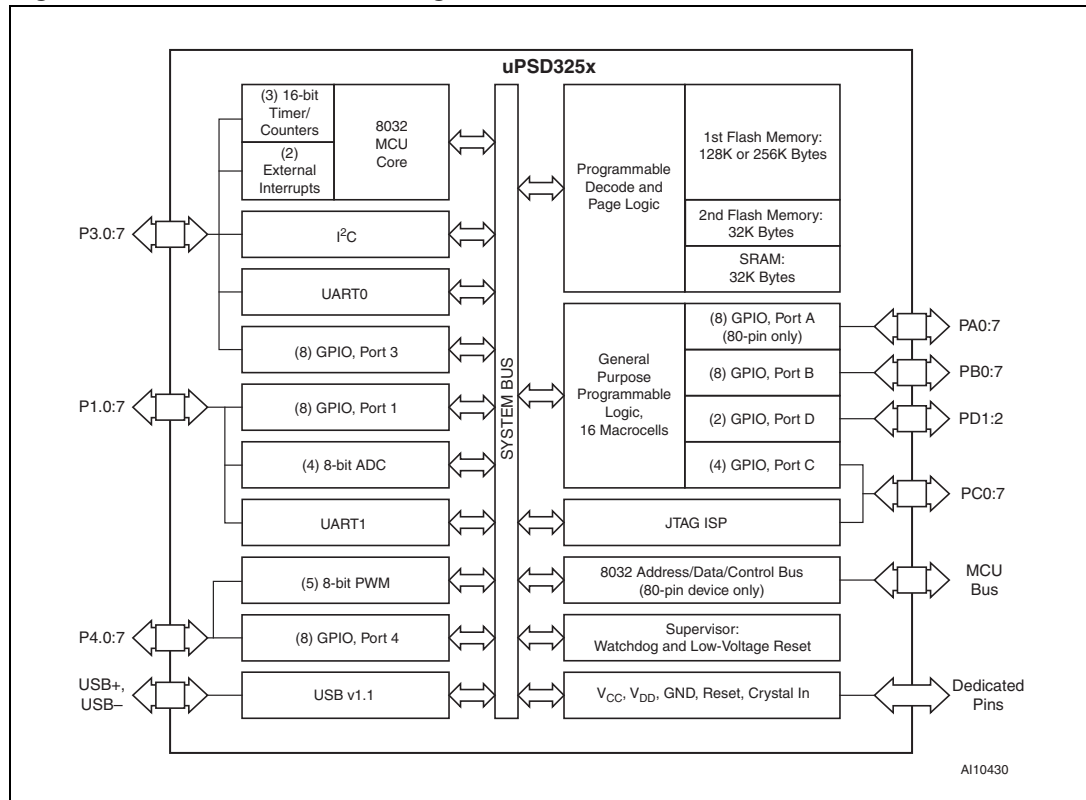 uPSD325x
(3) 16-bit
Timer/
Counters
(2)
External
Interrupts
8032
MCU
Core
I²C
UART0
(8) GPIO, Port 3
(8) GPIO, Port 1
(4) 8-bit ADC
UART1
(5) 8-bit PWM
(8) GPIO, Port 4
USB v1.1
P3.0:7
P1.0:7
P4.0:7
USB+,
USB–
SYSTEM BUS
Programmable
Decode and
Page Logic
1st Flash Memory:
128K or 256K Bytes
2nd Flash Memory:
32K Bytes
SRAM:
32K Bytes
General
Purpose
Programmable
Logic,
16 Macrocells
(8) GPIO, Port A
(80-pin only)
(8) GPIO, Port B
(2) GPIO, Port D
(4) GPIO, Port C
JTAG ISP
8032 Address/Data/Control Bus
(80-pin device only)
Supervisor:
Watchdog and Low-Voltage Reset
VCC, VDD, GND, Reset, Crystal In
PA0:7
PB0:7
PD1:2
PC0:7
MCU
Bus
Dedicated
Pins
AI10430